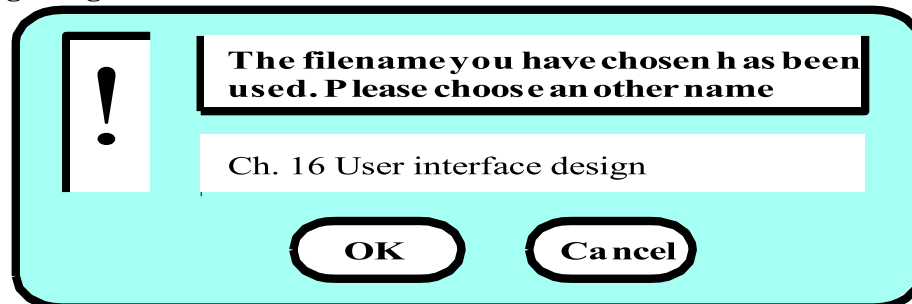 !
The filename you have chosen has been
used. Please choose another name
Ch. 16 User interface design
OK
Cancel